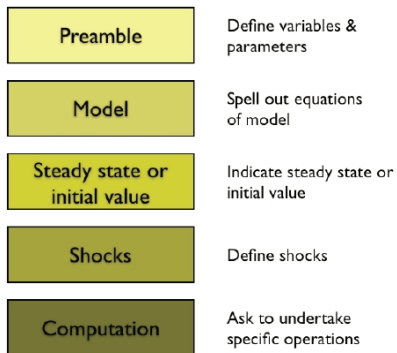 Preamble
Define variables &
parameters
Model
Spell out equations
of model
Steady state or
initial value
Indicate steady state or
initial value
Shocks
Define shocks
Computation
Ask to undertake
specific operations